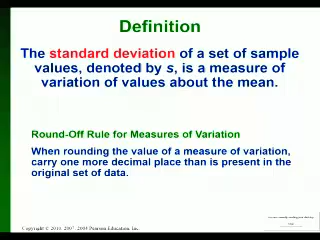 Definition
The standard deviation of a set of sample
values, denoted by s, is a measure of
variation of values about the mean.
Round-Off Rule for Measures of Variation
When rounding the value of a measure of variation,
carry one more decimal place than is present in the
original set of data.
Copyright © 2010, 2007, 2004 Pearson Education, Inc.